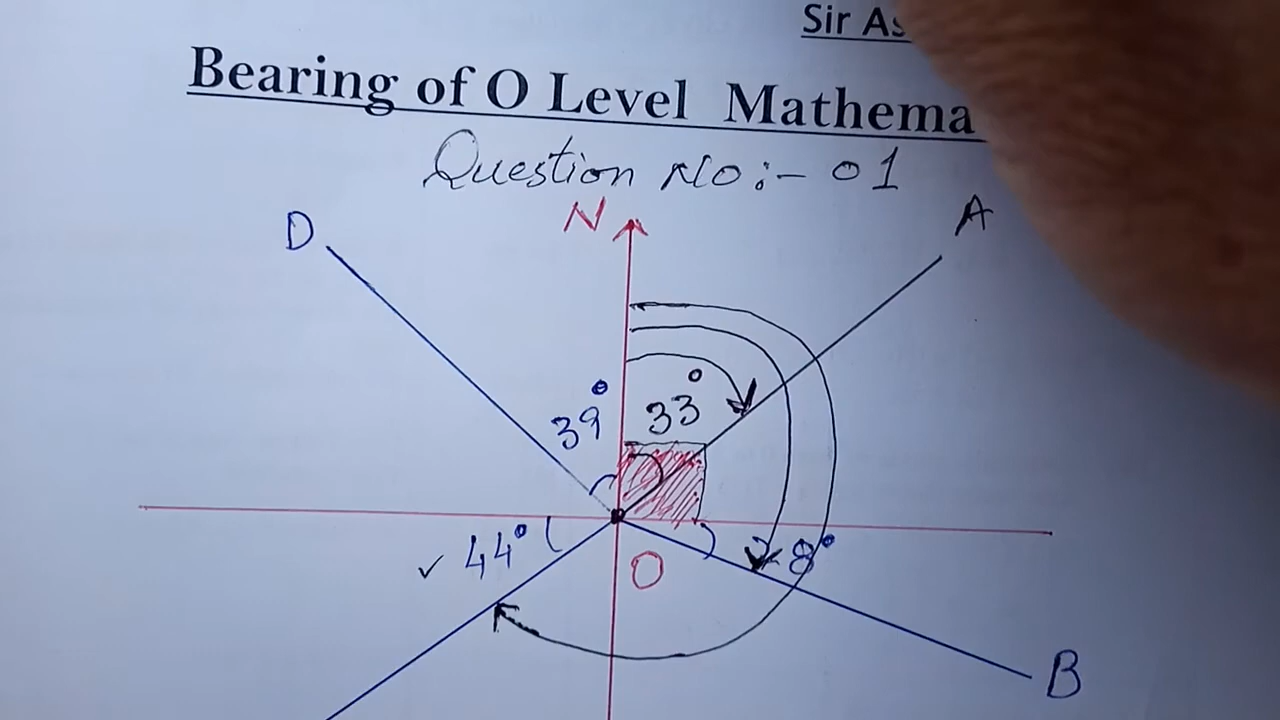 Sir As
Bearing of O Level Mathema
Question No:- 01
N
D
A
39°
33°
44°
8°
O
B